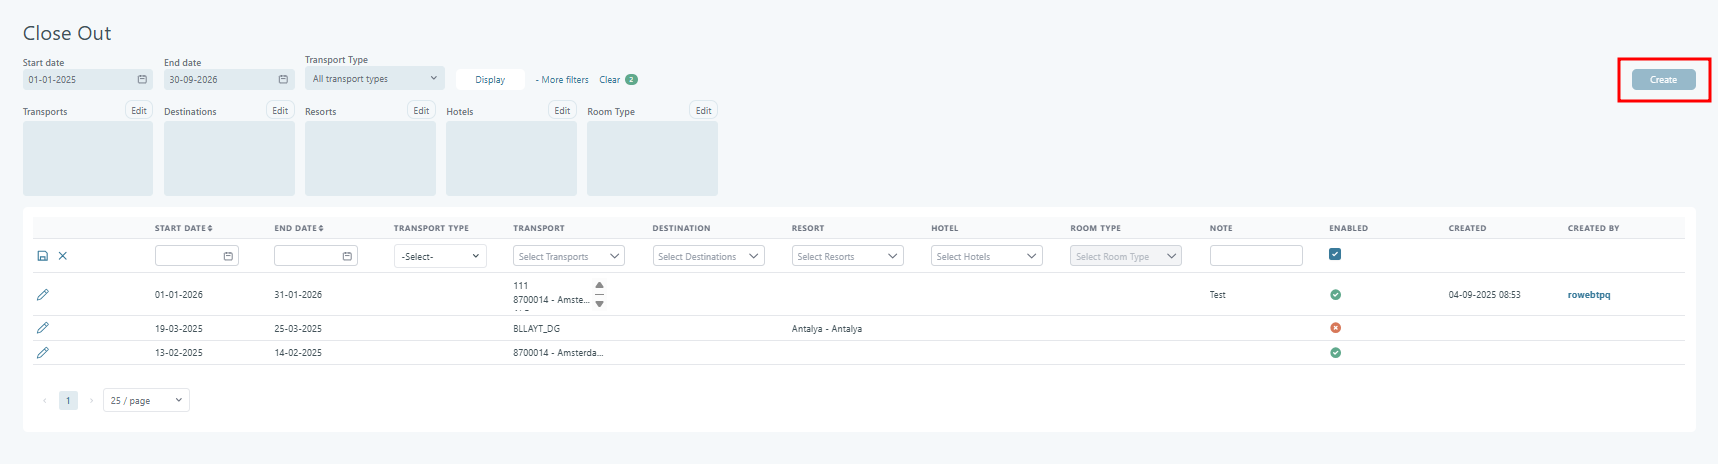 Close Out
Start date
End date
Transport Type
01-01-2025
30-09-2026
All transport types
Display
- More filters
Clear 2
Create
Transports Edit
Destinations Edit
Resorts Edit
Hotels Edit
Room Type Edit
START DATE END DATE TRANSPORT TYPE TRANSPORT DESTINATION RESORT HOTEL ROOM TYPE NOTE ENABLED CREATED CREATED BY
-Select- Select Transports Select Destinations Select Resorts Select Hotels Select Room Type
111
01-01-2026 31-01-2026 8700014 - Amste... Test 04-09-2025 08:53 rowebtpq
19-03-2025 25-03-2025 BLLAYT_DG Antalya - Antalya
13-02-2025 14-02-2025 8700014 - Amsterda...
1 25 / page